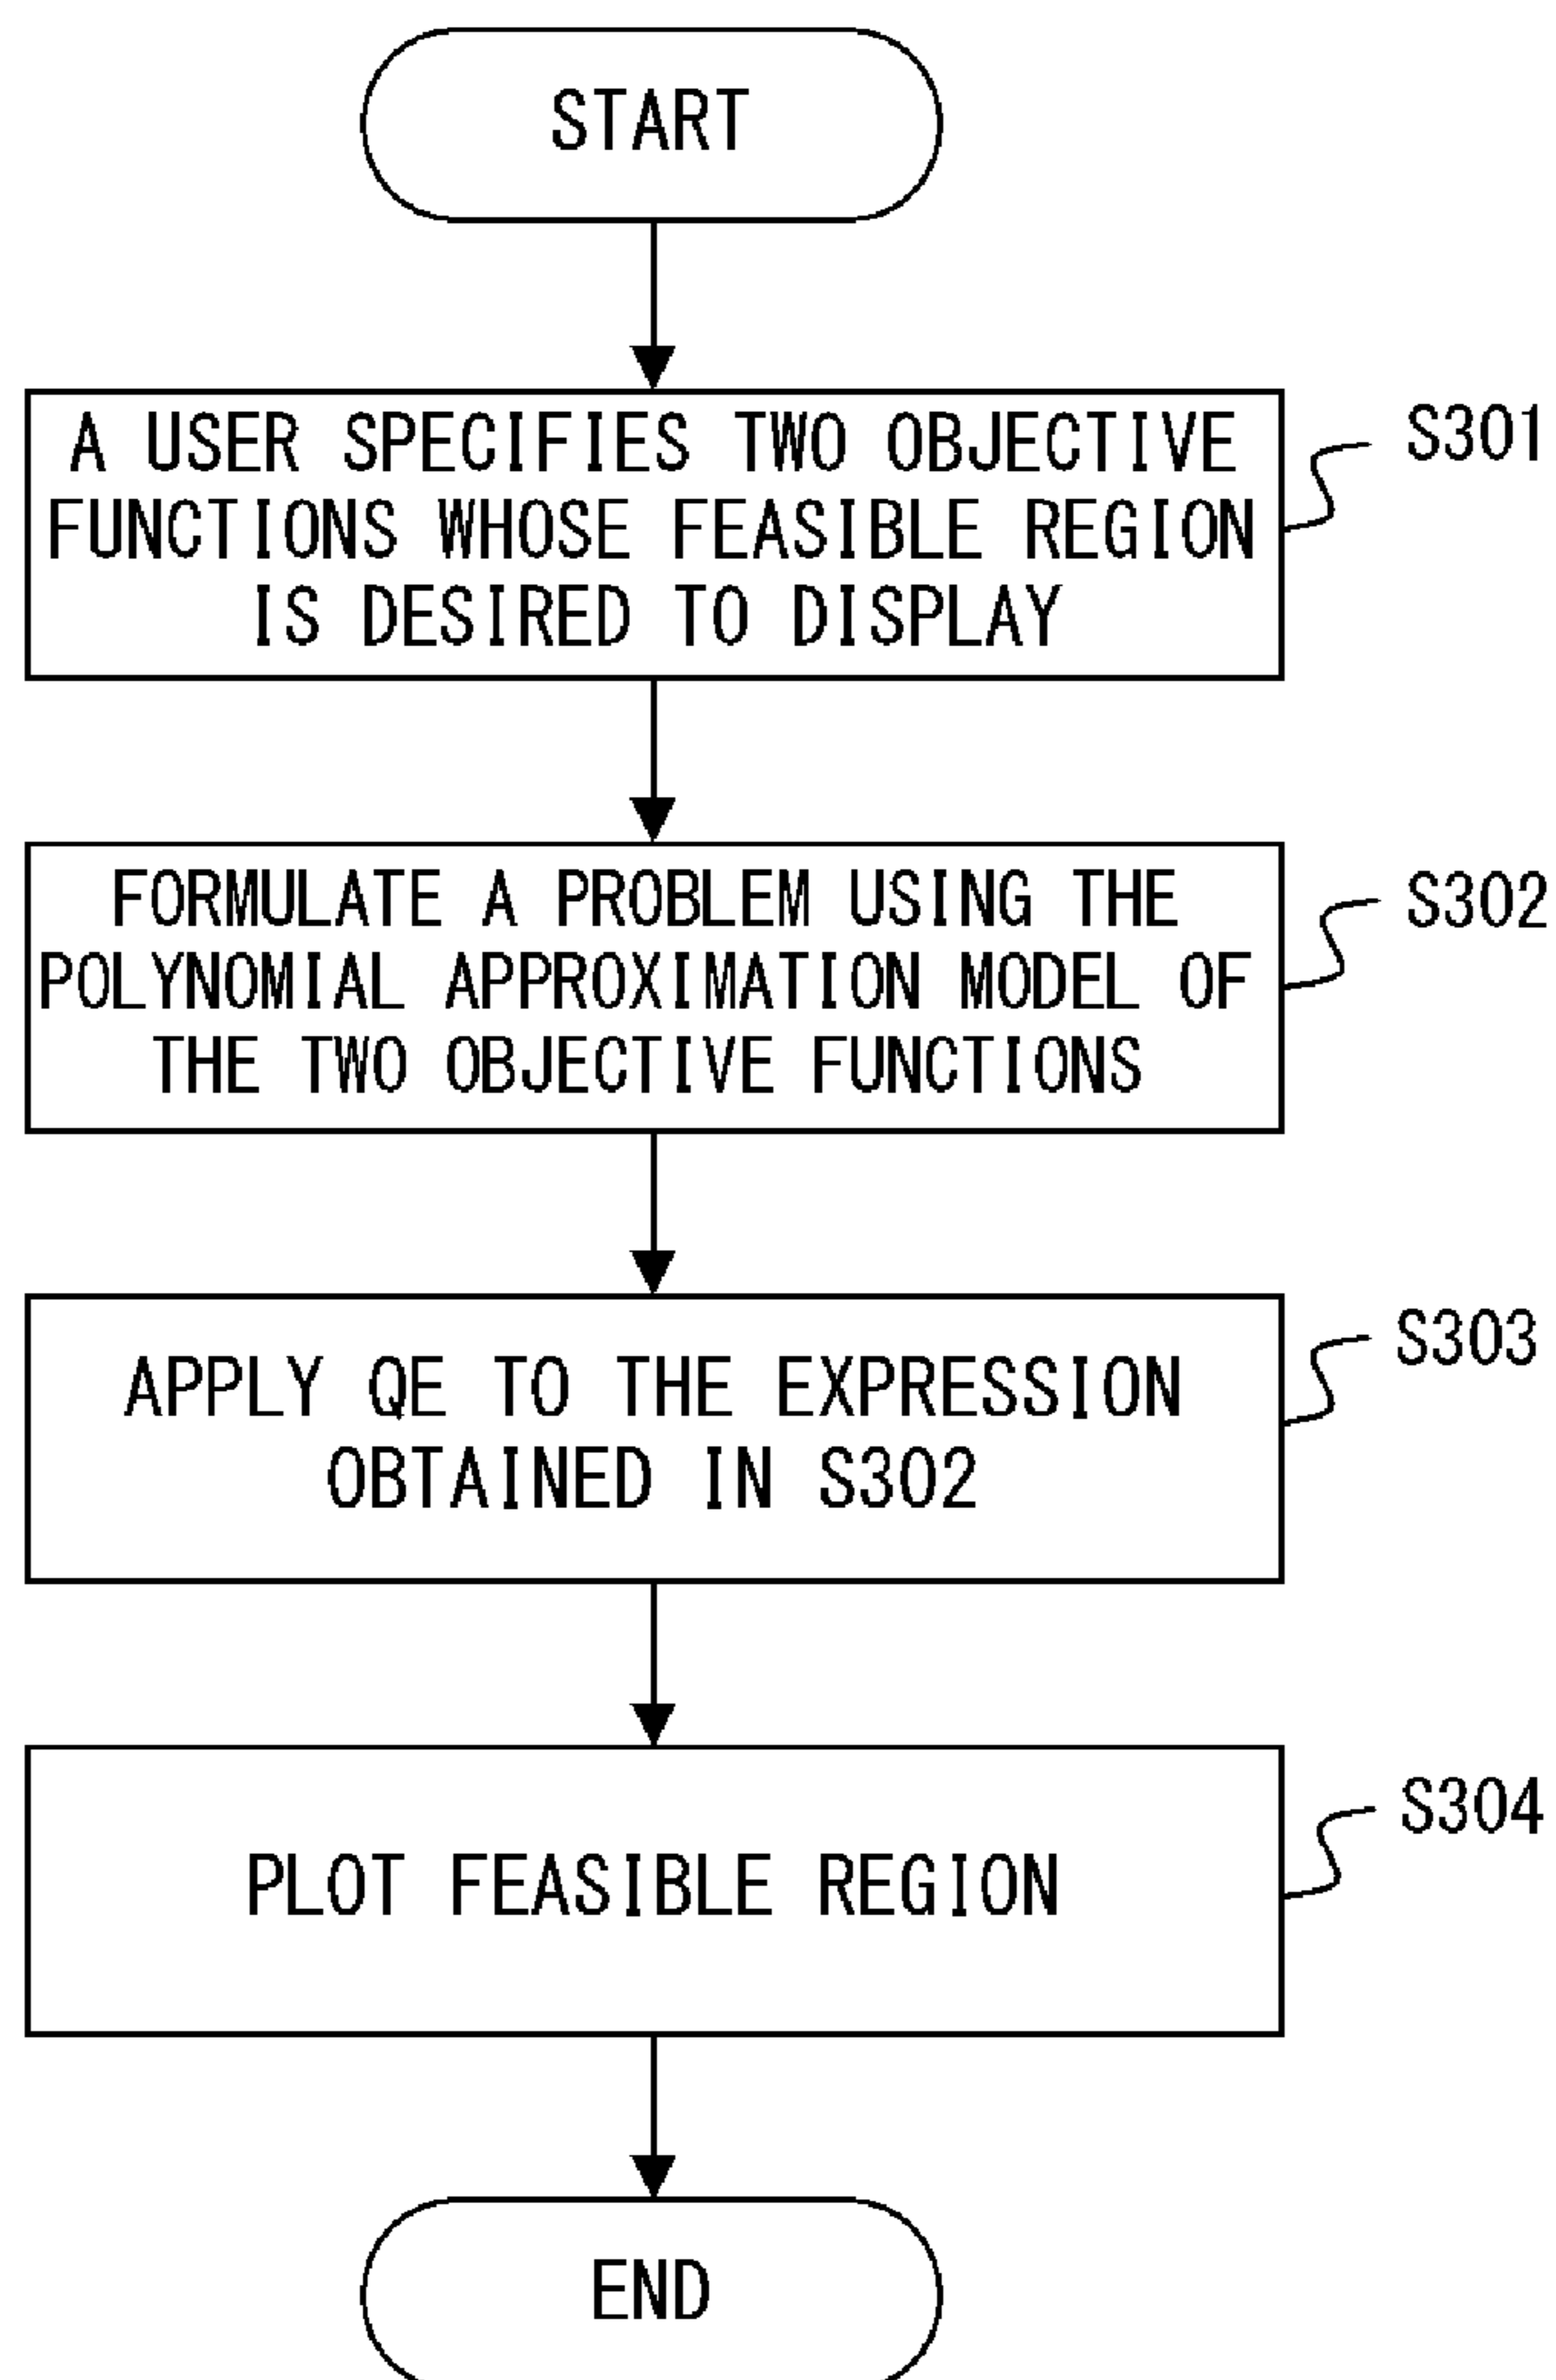 START
A USER SPECIFIES TWO OBJECTIVE
S301
FUNCTIONS WHOSE FEASIBLE REGION
IS DESIRED TO DISPLAY
FORMULATE A PROBLEM USING THE
S302
POLYNOMIAL APPROXIMATION MODEL OF
THE TWO OBJECTIVE FUNCTIONS
S303
APPLY QE TO THE EXPRESSION
OBTAINED IN S302
S304
PLOT FEASIBLE REGION
END